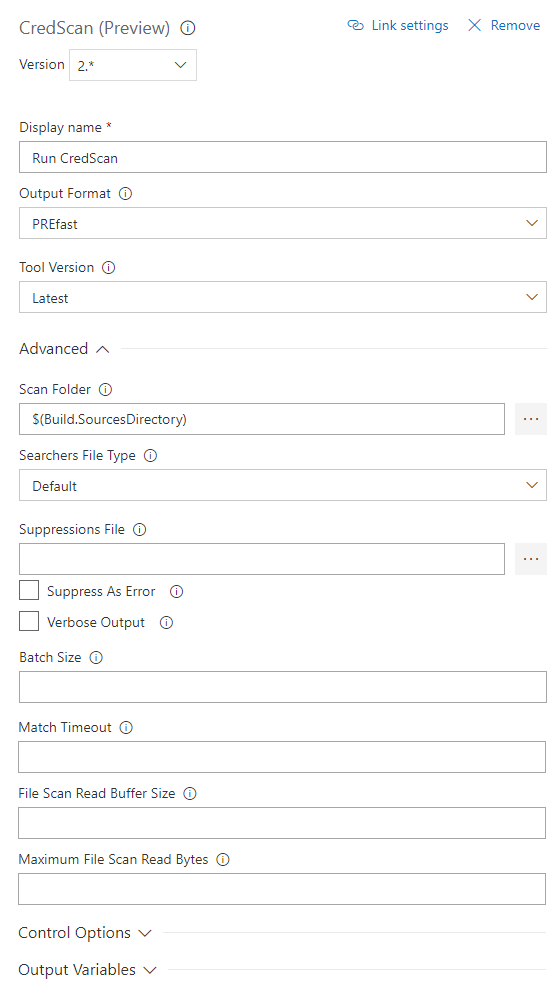 CredScan (Preview) Link settings Remove
Version 2.*
Display name *
Run CredScan
Output Format
PREfast
Tool Version
Latest
Advanced
Scan Folder
$(Build.SourcesDirectory) ...
Searchers File Type
Default
Suppressions File
...
Suppress As Error
Verbose Output
Batch Size
Match Timeout
File Scan Read Buffer Size
Maximum File Scan Read Bytes
Control Options
Output Variables